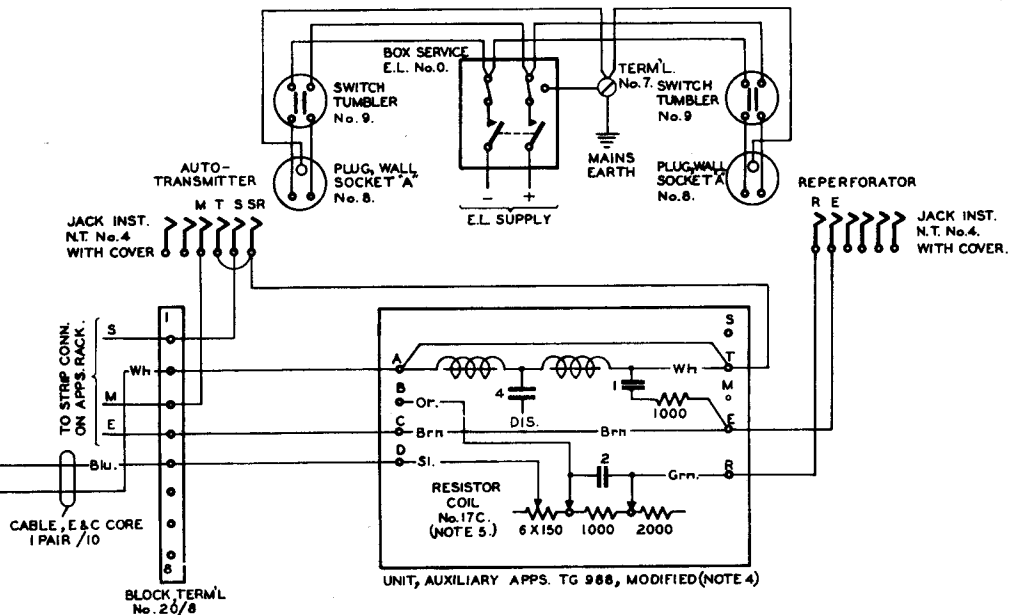 BOX SERVICE
E.L. No.O.
SWITCH
TUMBLER
No. 9.
TERM'L.
No. 7.
SWITCH
TUMBLER
No. 9
MAINS
EARTH
PLUG, WALL
SOCKET "A"
No. 8.
PLUG, WALL
SOCKET A
No. 8.
- +
E.L. SUPPLY
AUTO-
TRANSMITTER
M T S SR
JACK INST.
N.T. No. 4
WITH COVER
REPERFORATOR
R E
JACK INST.
N.T. No. 4.
WITH COVER.
TO STRIP CONN.
ON APPS. RACK.
S
Wh
M
E
Blu.
1
8
CABLE, E & C CORE
1 PAIR /10
BLOCK, TERM'L
No. 20/8
A
B
C
D
S
T
M
E
R
Wh
4
DIS.
1
1000
Or.
Brn
Brn
Sl.
2
Grn.
RESISTOR
COIL
No. 17C.
(NOTE 5.)
6 X 150
1000
2000
UNIT, AUXILIARY APPS. TG 988, MODIFIED (NOTE 4)